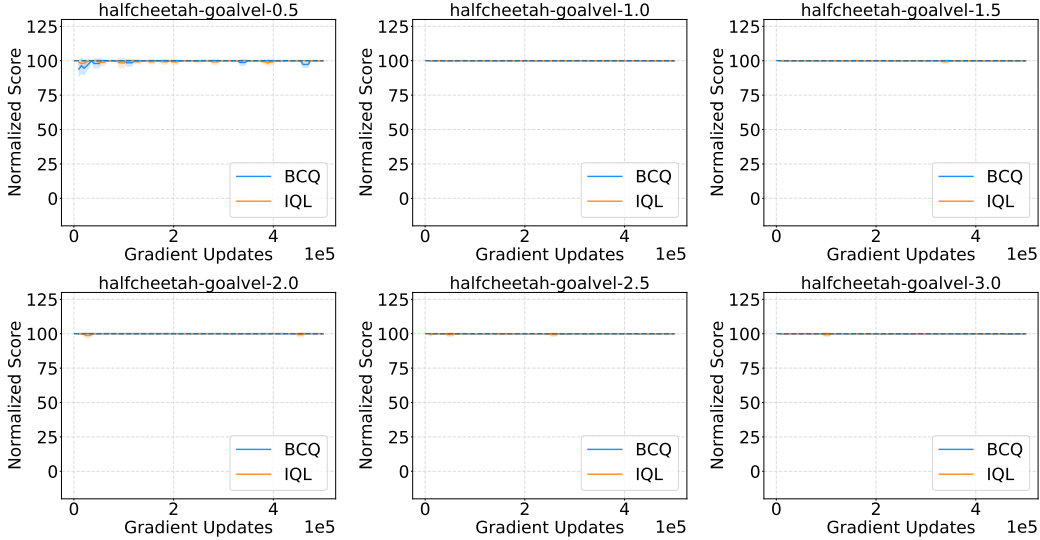 halfcheetah-goalvel-0.5 halfcheetah-goalvel-1.0 halfcheetah-goalvel-1.5
125 125 125
100 100 100
75 75 75
50 50 50
25 25 25
0 0 0
Normalized Score Normalized Score Normalized Score
BCQ BCQ BCQ
IQL IQL IQL
0 2 4 0 2 4 0 2 4
Gradient Updates 1e5 Gradient Updates 1e5 Gradient Updates 1e5
halfcheetah-goalvel-2.0 halfcheetah-goalvel-2.5 halfcheetah-goalvel-3.0
125 125 125
100 100 100
75 75 75
50 50 50
25 25 25
0 0 0
Normalized Score Normalized Score Normalized Score
BCQ BCQ BCQ
IQL IQL IQL
0 2 4 0 2 4 0 2 4
Gradient Updates 1e5 Gradient Updates 1e5 Gradient Updates 1e5